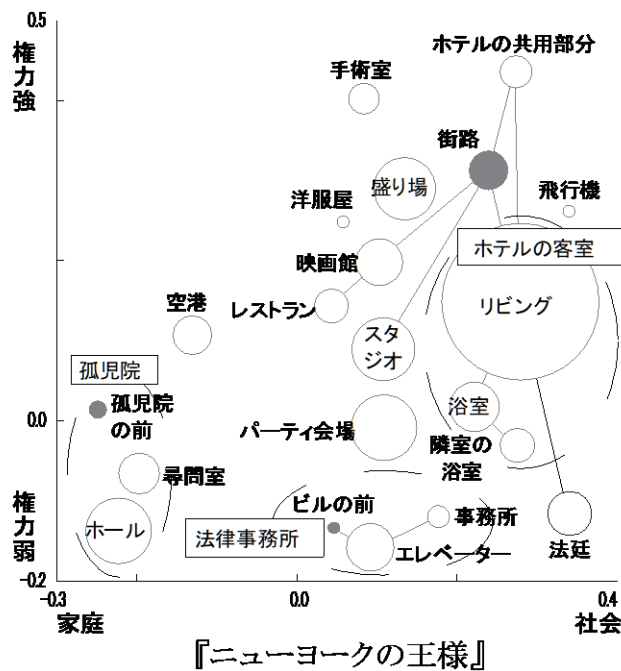 0.5
権力強
ホテルの共用部分
手術室
街路
盛り場
飛行機
洋服屋
ホテルの客室
映画館
リビング
空港
レストラン
スタ
ジオ
孤児院
孤児院
の前
浴室
0.0
パーティ会場
隣室の
浴室
尋問室
権力弱
ビルの前
事務所
ホール
法律事務所
エレベーター
法廷
-0.2
-0.3
0.0
0.4
家庭
社会
『ニューヨークの王様』